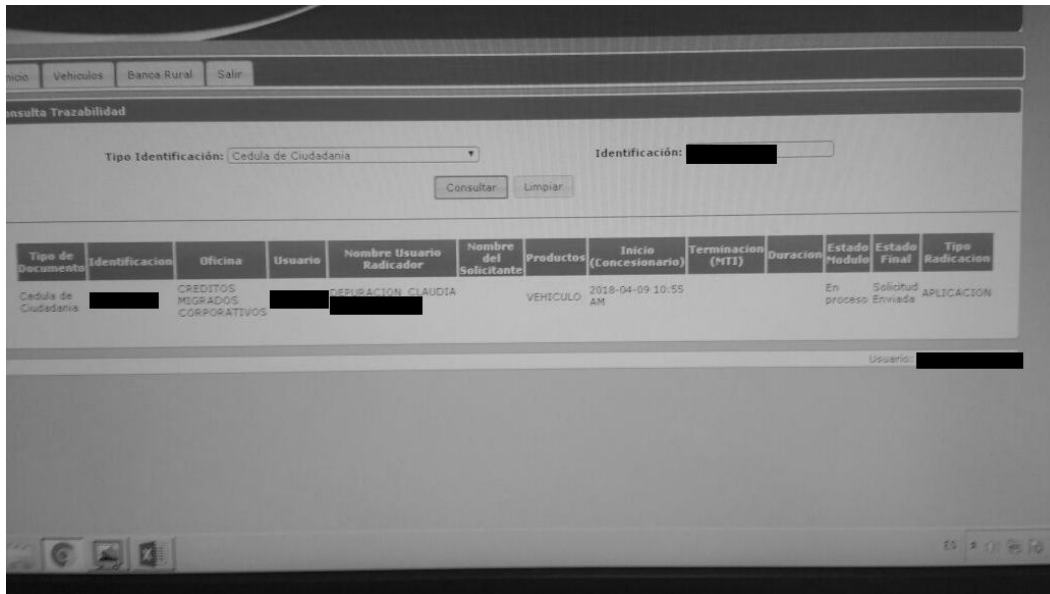 nicio Vehiculos Banca Rural Salir
onsulta Trazabilidad
Tipo Identificación: Cedula de Ciudadania Identificación:
Consultar Limpiar
Tipo de Documento Identificacion Oficina Usuario Nombre Usuario Radicador Nombre del Solicitante Productos Inicio (Concesionario) Terminacion (MTI) Duracion Estado Modulo Estado Final Tipo Radicacion
Cedula de Ciudadania CREDITOS MIGRADOS CORPORATIVOS DEPURACION CLAUDIA VEHICULO 2018-04-09 10:55 AM En proceso Solicitud Enviada APLICACION
Usuario:
ES